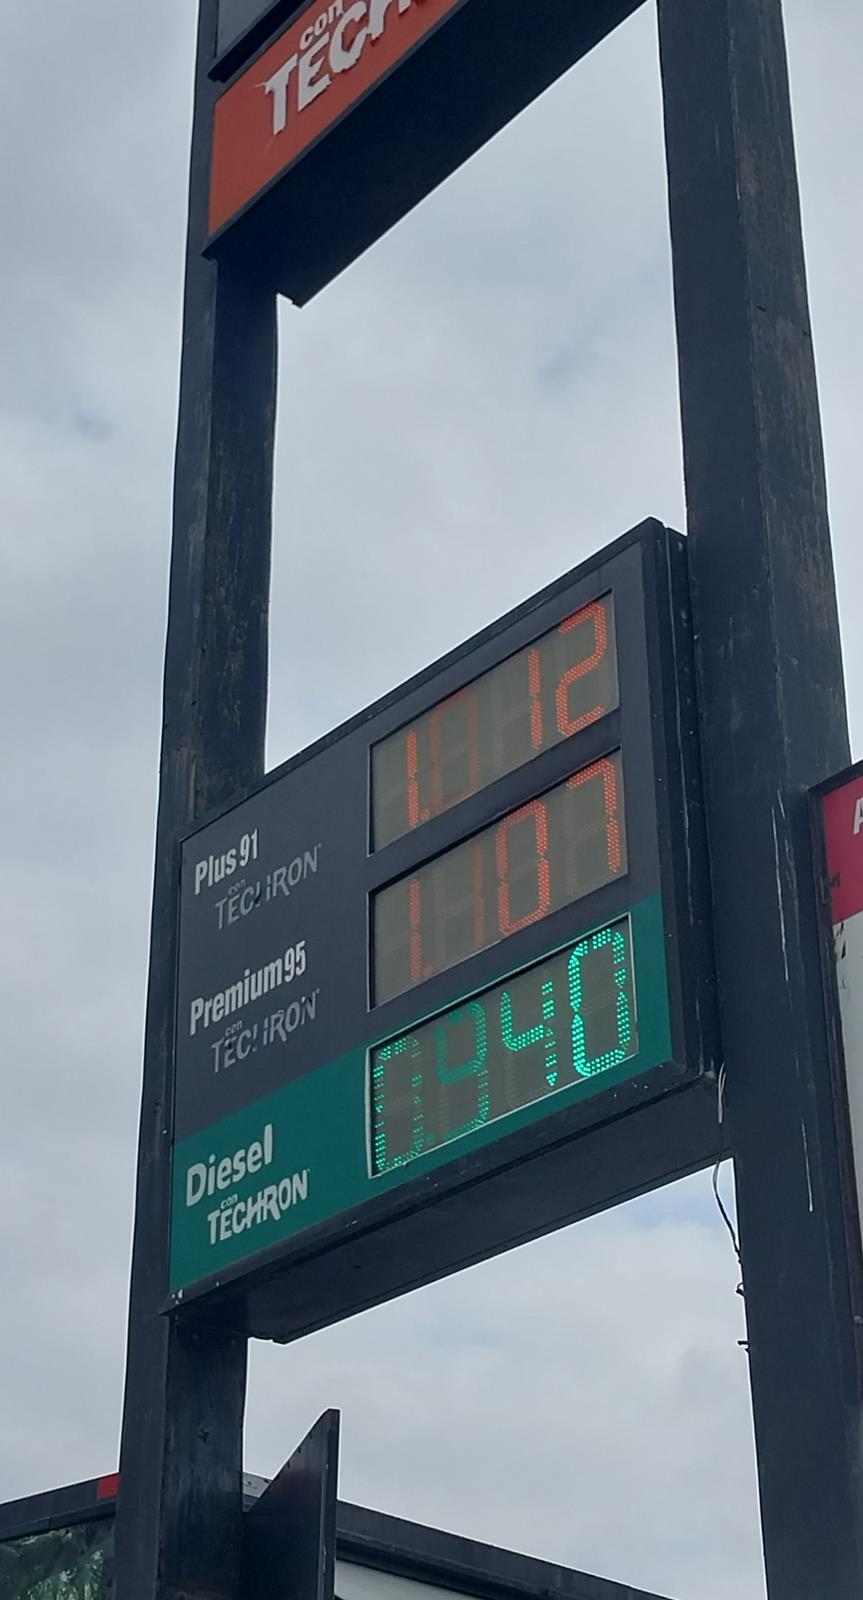 con
TECH
1.012
Plus 91
con
TECHRON
1.107
Premium 95
con
TECHRON
0.940
Diesel
con
TECHRON